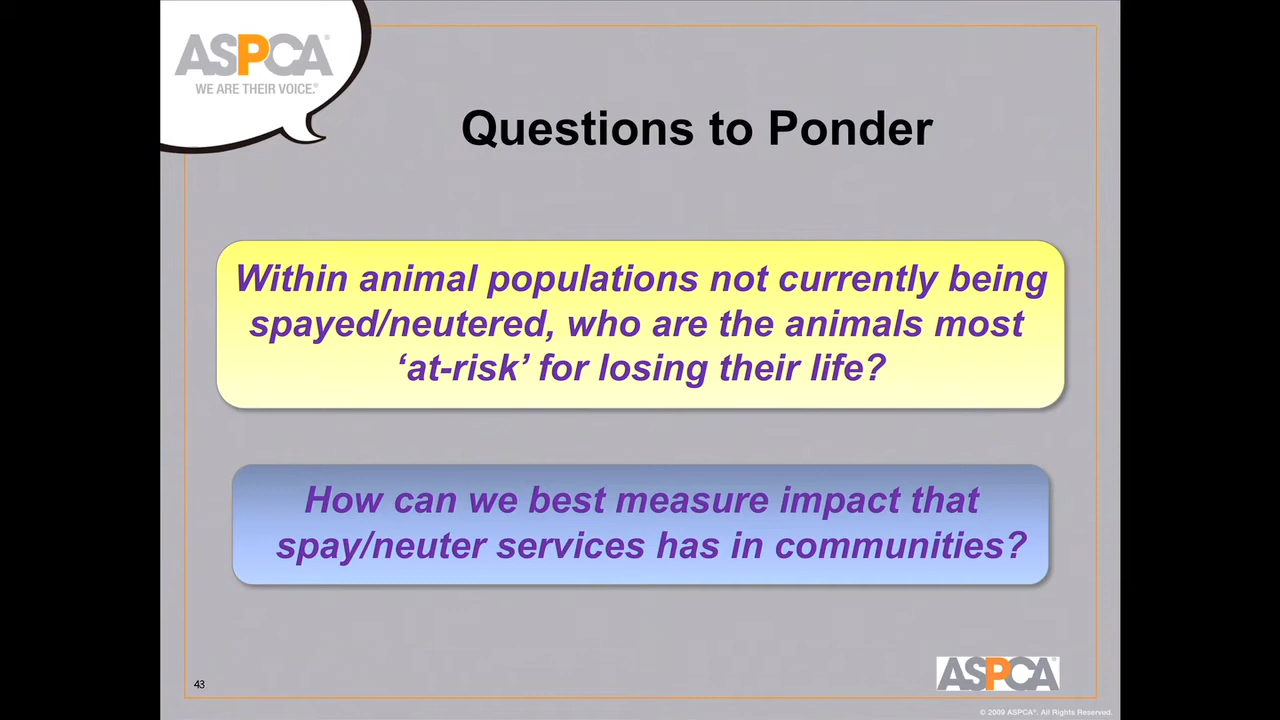 ASPCA®
WE ARE THEIR VOICE.®
Questions to Ponder
Within animal populations not currently being
spayed/neutered, who are the animals most
‘at-risk’ for losing their life?
How can we best measure impact that
spay/neuter services has in communities?
43
ASPCA®
© 2009 ASPCA®. All Rights Reserved.